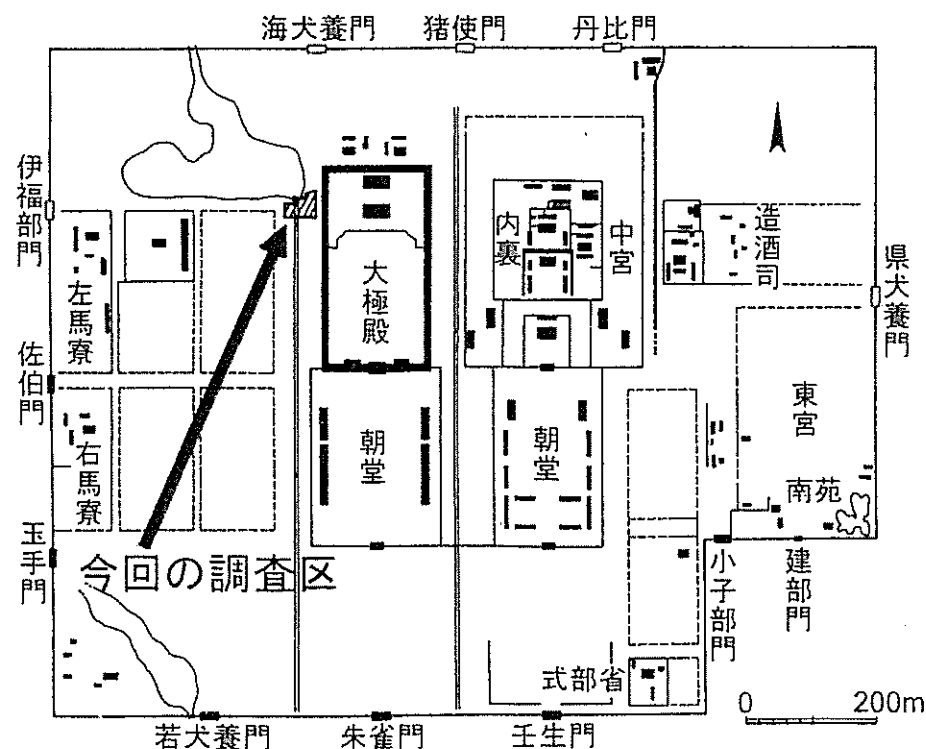 海犬養門
猪使門
丹比門
伊福部門
左馬寮
佐伯門
右馬寮
玉手門
大極殿
朝堂
内裏
中宮
朝堂
造酒司
県犬養門
東宮
南苑
今回の調査区
小子部門
建部門
式部省
0 200m
若犬養門
朱雀門
壬生門